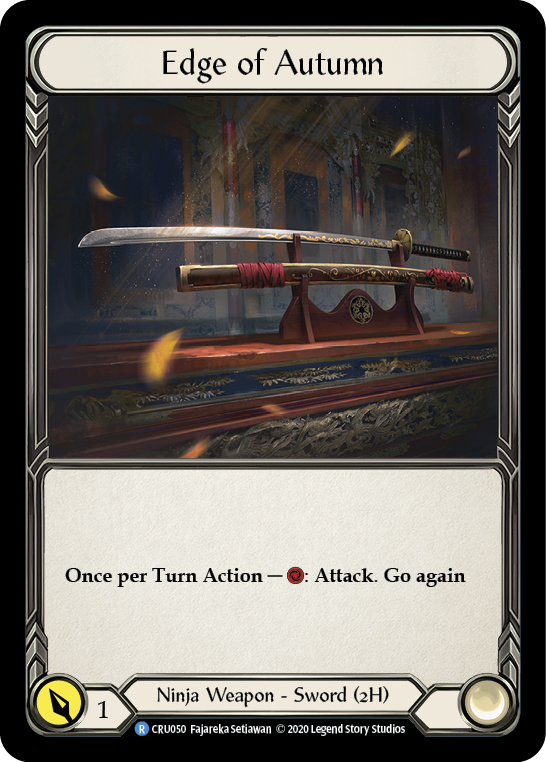 Edge of Autumn
Once per Turn Action — : Attack. Go again
1
Ninja Weapon - Sword (2H)
R CRU050 Fajareka Setiawan © 2020 Legend Story Studios